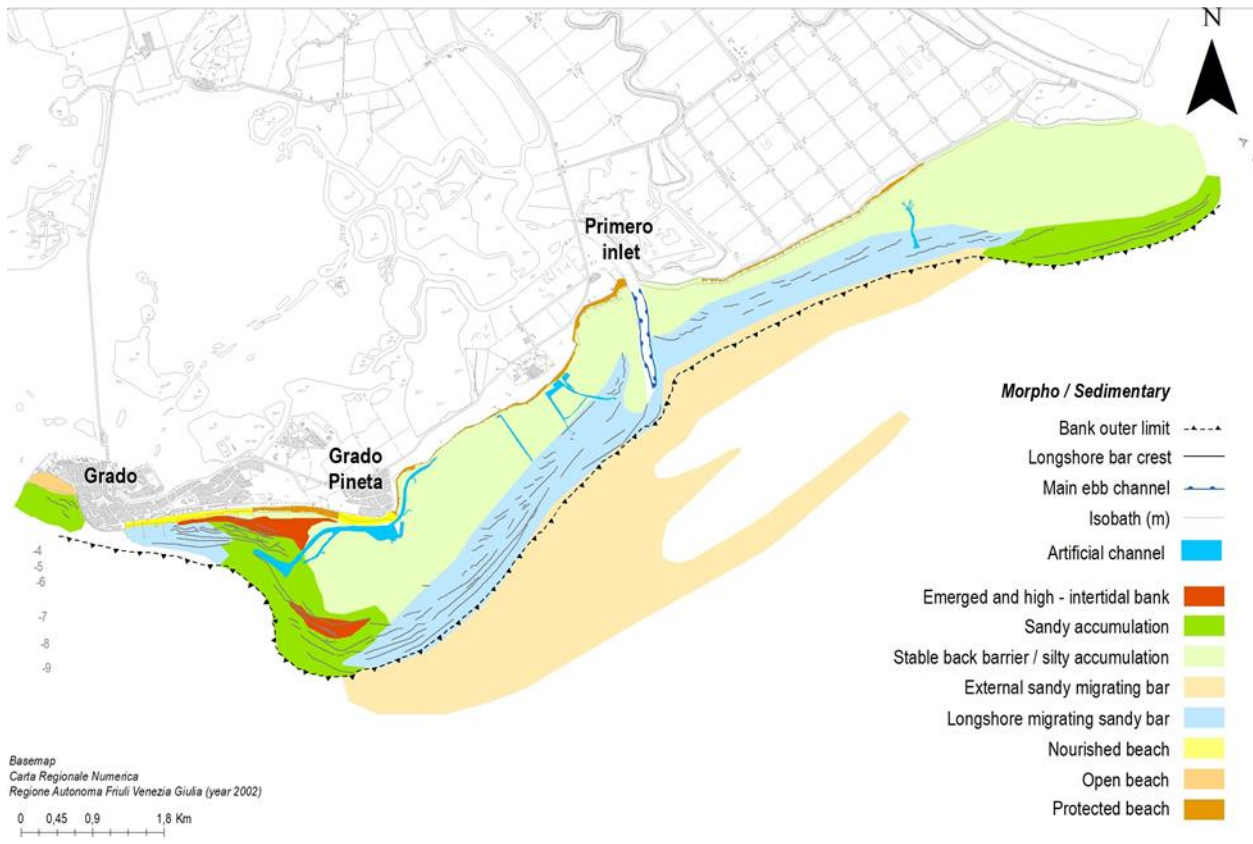 N
Primero
inlet
Grado
Pineta
Grado
-4
-5
-6
-7
-8
-9
Morpho / Sedimentary
Bank outer limit
Longshore bar crest
Main ebb channel
Isobath (m)
Artificial channel
Emerged and high - intertidal bank
Sandy accumulation
Stable back barrier / silty accumulation
External sandy migrating bar
Longshore migrating sandy bar
Nourished beach
Open beach
Protected beach
Basemap
Carta Regionale Numerica
Regione Autonoma Friuli Venezia Giulia (year 2002)
0 0,45 0,9 1,8 Km